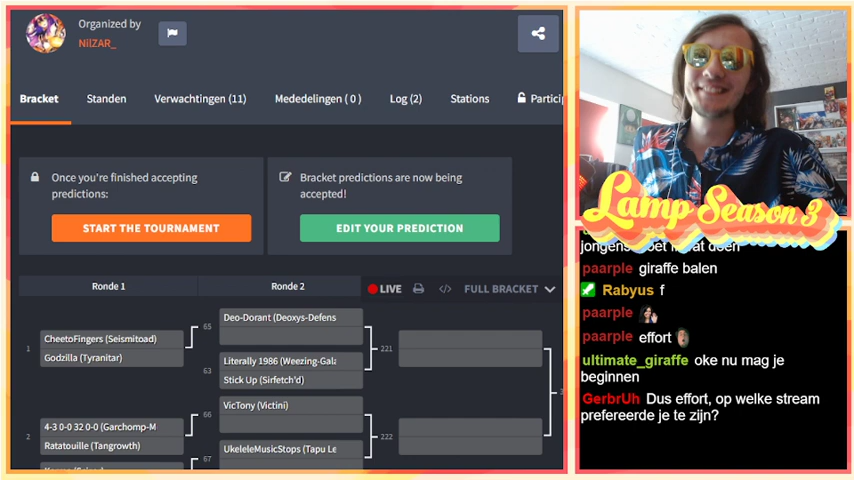 Organized by
NilZAR_
Bracket
Standen
Verwachtingen (11)
Mededelingen ( 0 )
Log (2)
Stations
Once you're finished accepting
predictions:
START THE TOURNAMENT
Bracket predictions are now being
accepted!
EDIT YOUR PREDICTION
Ronde 1
Ronde 2
LIVE
FULL BRACKET
1
CheetoFingers (Seismitoad)
Godzilla (Tyranitar)
65
Deo-Dorant (Deoxys-Defens
63
Literally 1986 (Weezing-Gala
Stick Up (Sirfetch'd)
221
2
4-3 0-0 32 0-0 (Garchomp-M
Ratatouille (Tangrowth)
66
VicTony (Victini)
67
UkeleleMusicStops (Tapu Le
222
3
Lamp Season 3
paarple giraffe balen
Rabyus f
paarple
paarple effort
ultimate_giraffe oke nu mag je
beginnen
GerbrUh Dus effort, op welke stream
prefereerde je te zijn?